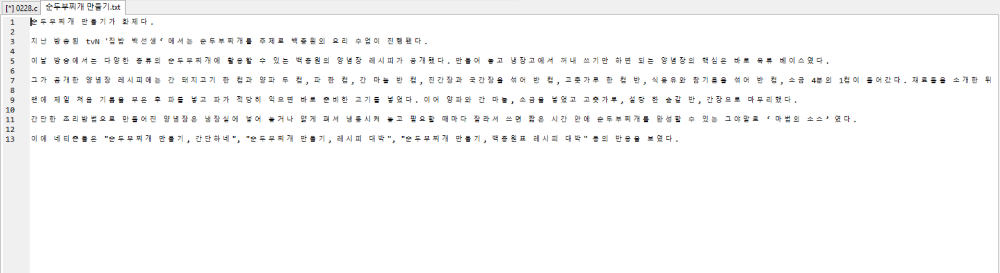 [*] 0228.c
순두부찌개 만들기.txt
1 순두부찌개 만들기가 화제다.
2
3 지난 방송된 tvN '집밥 백선생‘에서는 순두부찌개를 주제로 백종원의 요리 수업이 진행됐다.
4
5 이날 방송에서는 다양한 종류의 순두부찌개에 활용할 수 있는 백종원의 양념장 레시피가 공개됐다. 만들어 놓고 냉장고에서 꺼내 쓰기만 하면 되는 양념장의 핵심은 바로 육류 베이스였다.
6
7 그가 공개한 양념장 레시피에는 간 돼지고기 한 컵과 양파 두 컵, 파 한 컵, 간 마늘 반 컵, 진간장과 국간장을 섞어 반 컵, 고춧가루 한 컵 반, 식용유와 참기름을 섞어 반 컵, 소금 4분의 1컵이 들어갔다. 재료들을 소개한 뒤
8
9 팬에 제일 처음 기름을 부은 후 파를 넣고 파가 적당히 익으면 바로 준비한 고기를 넣었다. 이어 양파와 간 마늘, 소금을 넣었고 고춧가루, 설탕 한 숟갈 반, 간장으로 마무리했다.
10
11 간단한 조리방법으로 만들어진 양념장은 냉장실에 넣어 놓거나 얇게 펴서 냉동시켜 놓고 필요할 때마다 잘라서 쓰면 짧은 시간 안에 순두부찌개를 완성할 수 있는 그야말로 ‘마법의 소스’였다.
12
13 이에 네티즌들은 "순두부찌개 만들기, 간단하네", "순두부찌개 만들기, 레시피 대박", "순두부찌개 만들기, 백종원표 레시피 대박" 등의 반응을 보였다.